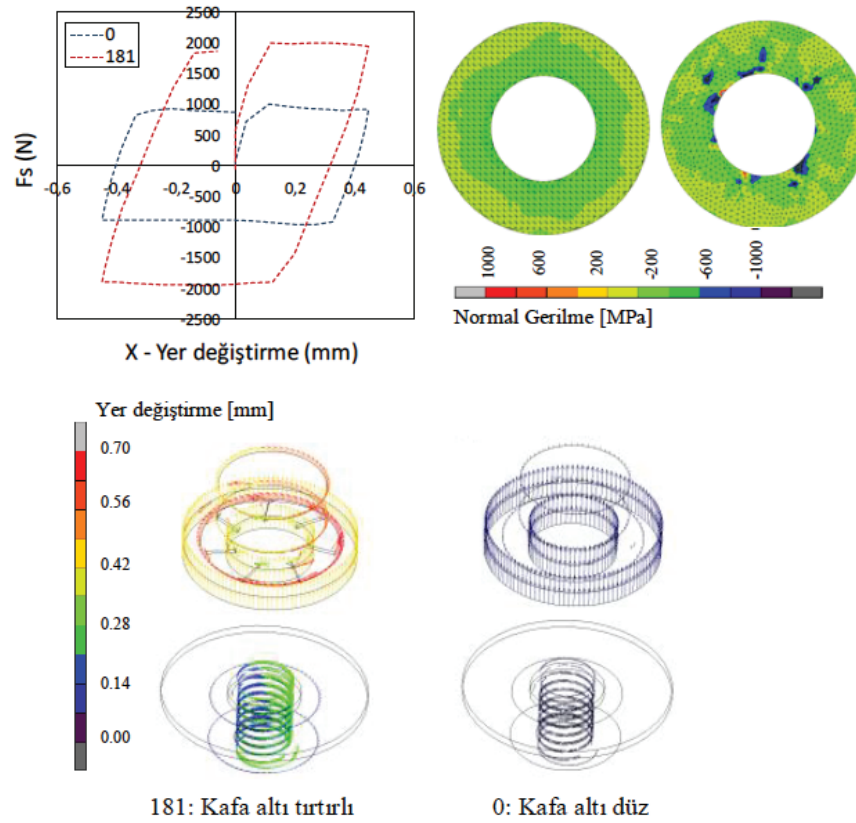 2500
2000
1500
1000
500
0
-500
-1000
-1500
-2000
-2500
0
181
Fs (N)
-0,6 -0,4 -0,2 0 0,2 0,4 0,6
X - Yer değiştirme (mm)
1000 600 200 -200 -600 -1000
Normal Gerilme [MPa]
Yer değiştirme [mm]
0.70
0.56
0.42
0.28
0.14
0.00
181: Kafa altı tırtırlı
0: Kafa altı düz